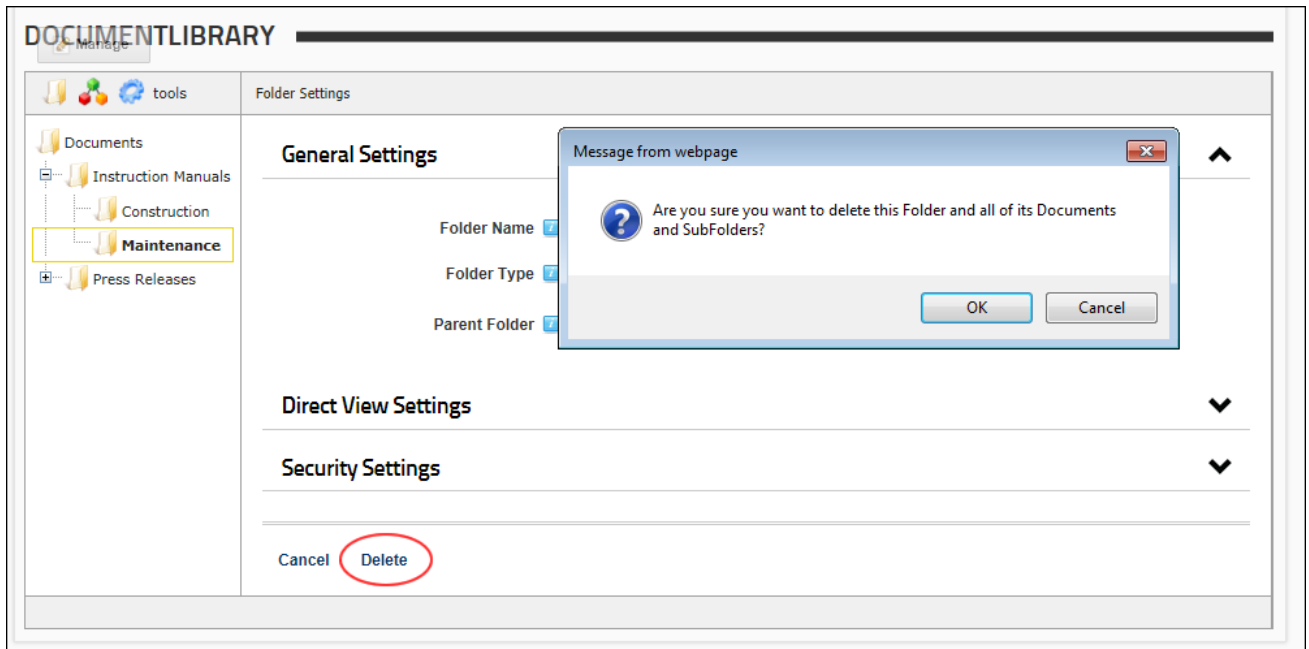 DOCUMENTLIBRARY
Manage
tools
Folder Settings
Documents
Instruction Manuals
Construction
Maintenance
Press Releases
General Settings
Folder Name
Folder Type
Parent Folder
Message from webpage
Are you sure you want to delete this Folder and all of its Documents
and SubFolders?
OK Cancel
Direct View Settings
Security Settings
Cancel Delete